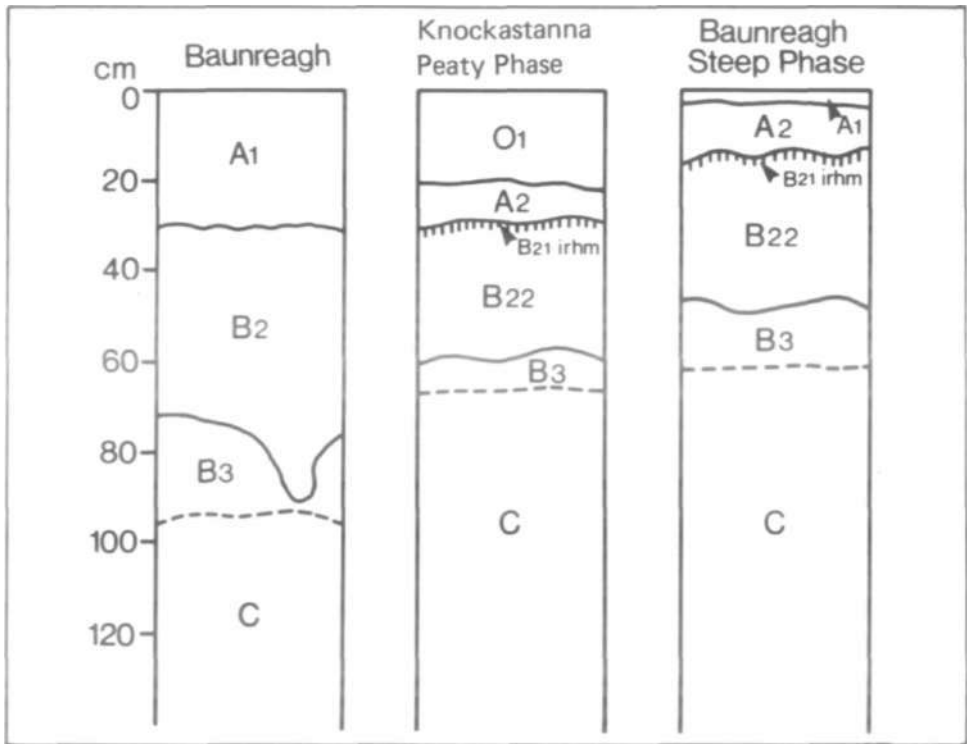 cm
0
20
40
60
80
100
120
Baunreagh
A1
B2
B3
C
Knockastanna
Peaty Phase
O1
A2
B21 irhm
B22
B3
C
Baunreagh
Steep Phase
A1
A2
B21 irhm
B22
B3
C